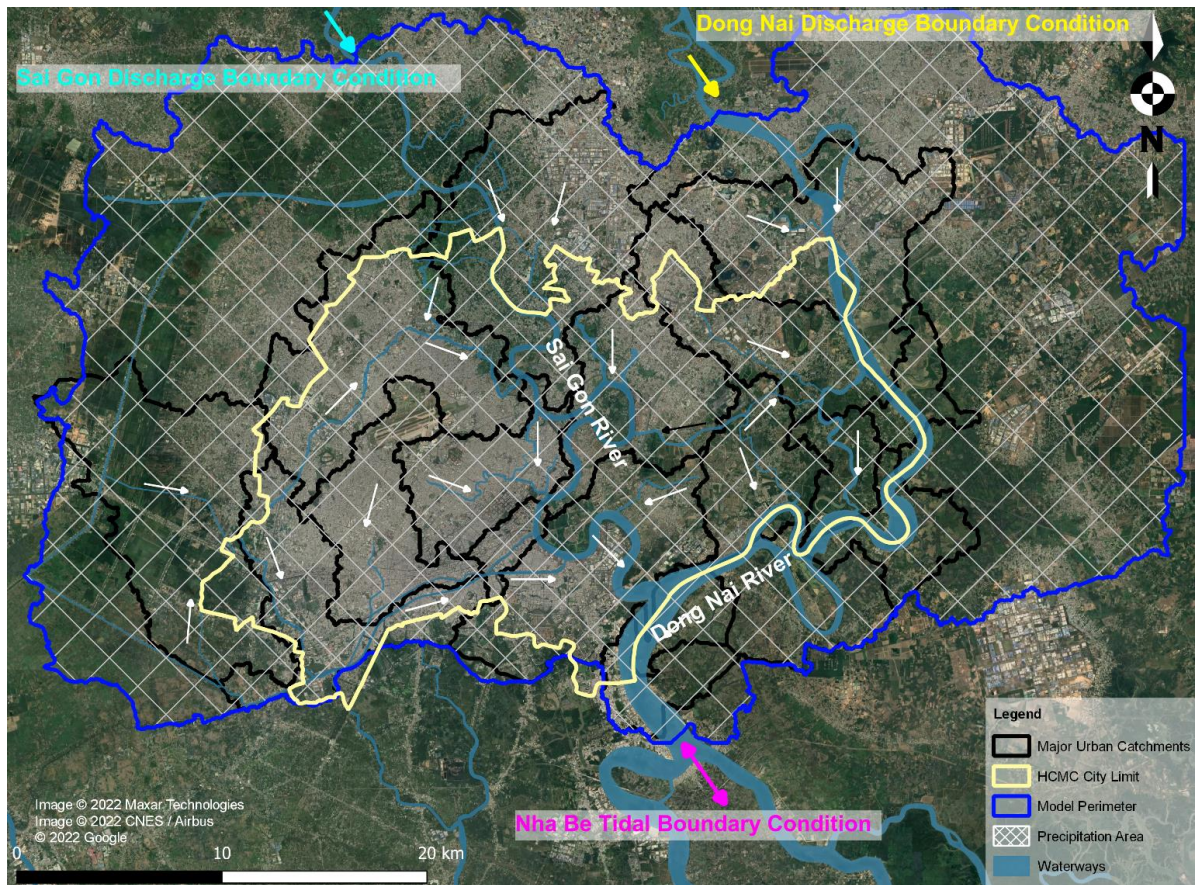 Dong Nai Discharge Boundary Condition
Sai Gon Discharge Boundary Condition
N
Sai Gon River
Dong Nai River
Legend
Major Urban Catchments
HCMC City Limit
Model Perimeter
Precipitation Area
Waterways
Nha Be Tidal Boundary Condition
Image © 2022 Maxar Technologies
Image © 2022 CNES / Airbus
© 2022 Google
0 10 20 km